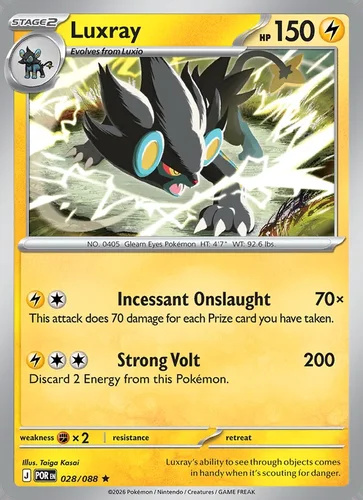 STAGE2 Luxray HP 150
Evolves from Luxio
NO. 0405 Gleam Eyes Pokémon HT: 4'7" WT: 92.6 lbs.
Incessant Onslaught 70×
This attack does 70 damage for each Prize card you have taken.
Strong Volt 200
Discard 2 Energy from this Pokémon.
weakness ×2 resistance retreat
Illus. Taiga Kasai
J POR EN 028/088 ★
Luxray's ability to see through objects comes
in handy when it's scouting for danger.
©2026 Pokémon / Nintendo / Creatures / GAME FREAK